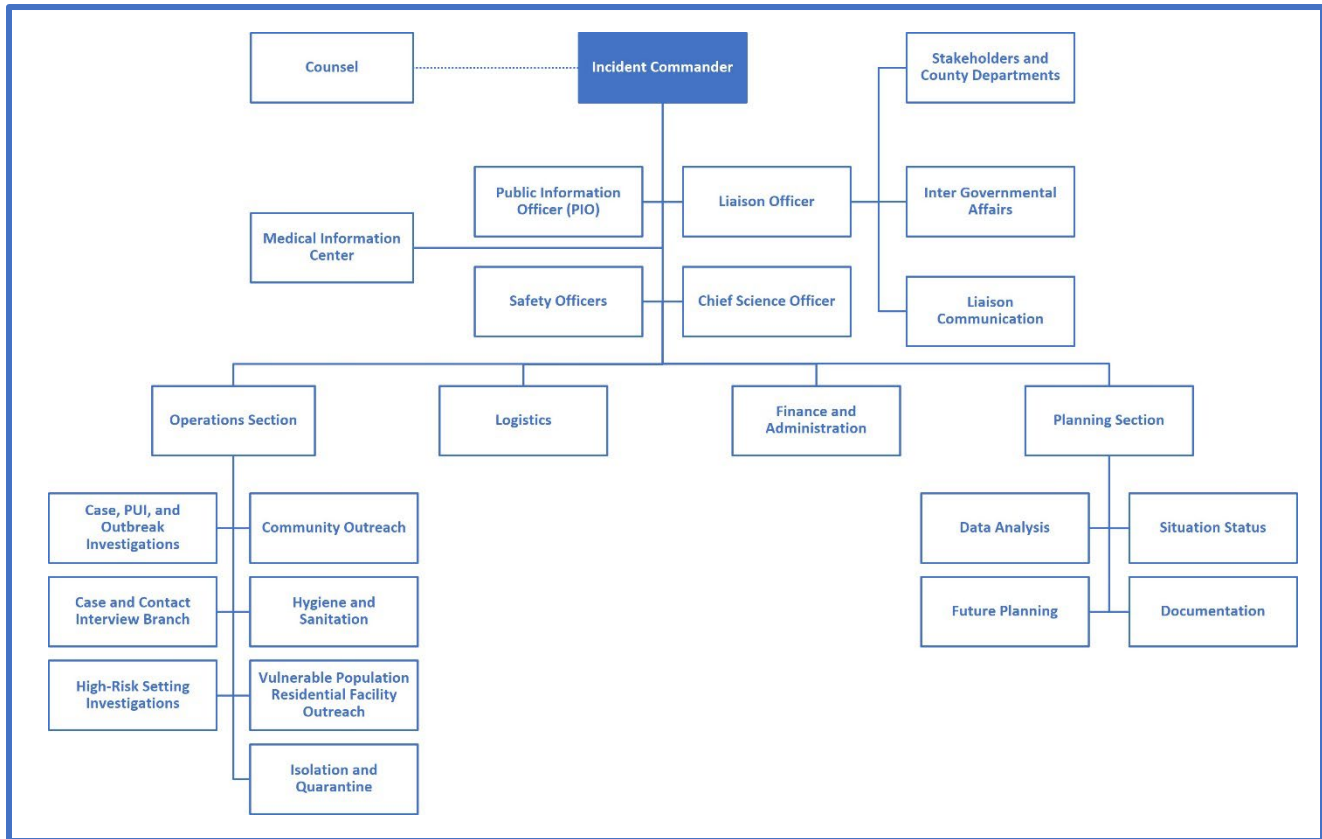 Counsel
Incident Commander
Stakeholders and
County Departments
Public Information
Officer (PIO)
Liaison Officer
Inter Governmental
Affairs
Medical Information
Center
Safety Officers
Chief Science Officer
Liaison
Communication
Operations Section
Logistics
Finance and
Administration
Planning Section
Case, PUI, and
Outbreak
Investigations
Community Outreach
Data Analysis
Situation Status
Case and Contact
Interview Branch
Hygiene and
Sanitation
Future Planning
Documentation
High-Risk Setting
Investigations
Vulnerable Population
Residential Facility
Outreach
Isolation and
Quarantine